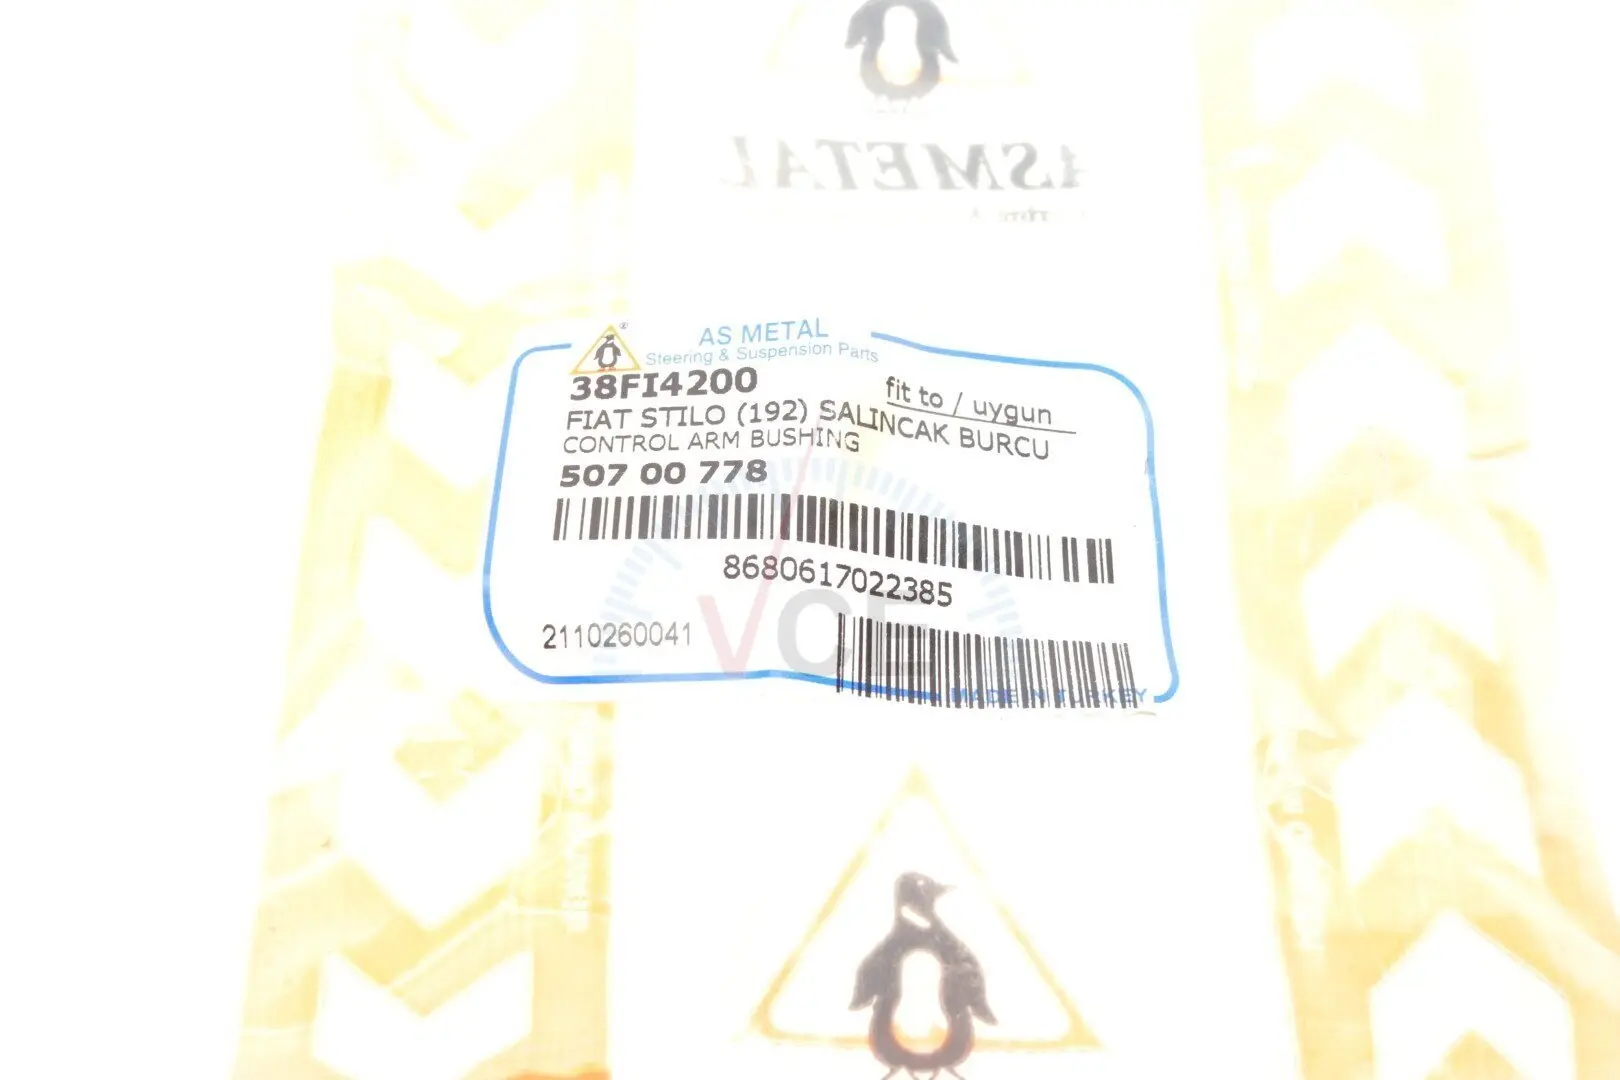 ASMETAL
AS METAL
Steering & Suspension Parts
38FI4200
fit to / uygun
FIAT STILO (192) SALINCAK BURCU
CONTROL ARM BUSHING
507 00 778
8680617022385
2110260041
VCE
MADE IN TURKEY